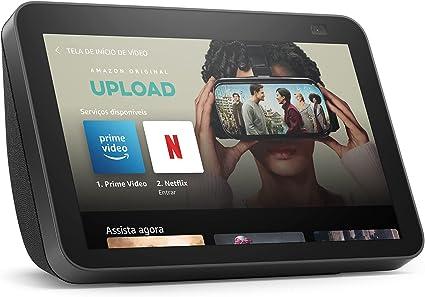 TELA DE INÍCIO DE VÍDEO
AMAZON ORIGINAL
UPLOAD
Serviços disponíveis
prime
video
N
1. Prime Video
2. Netflix
Entrar
Assista agora